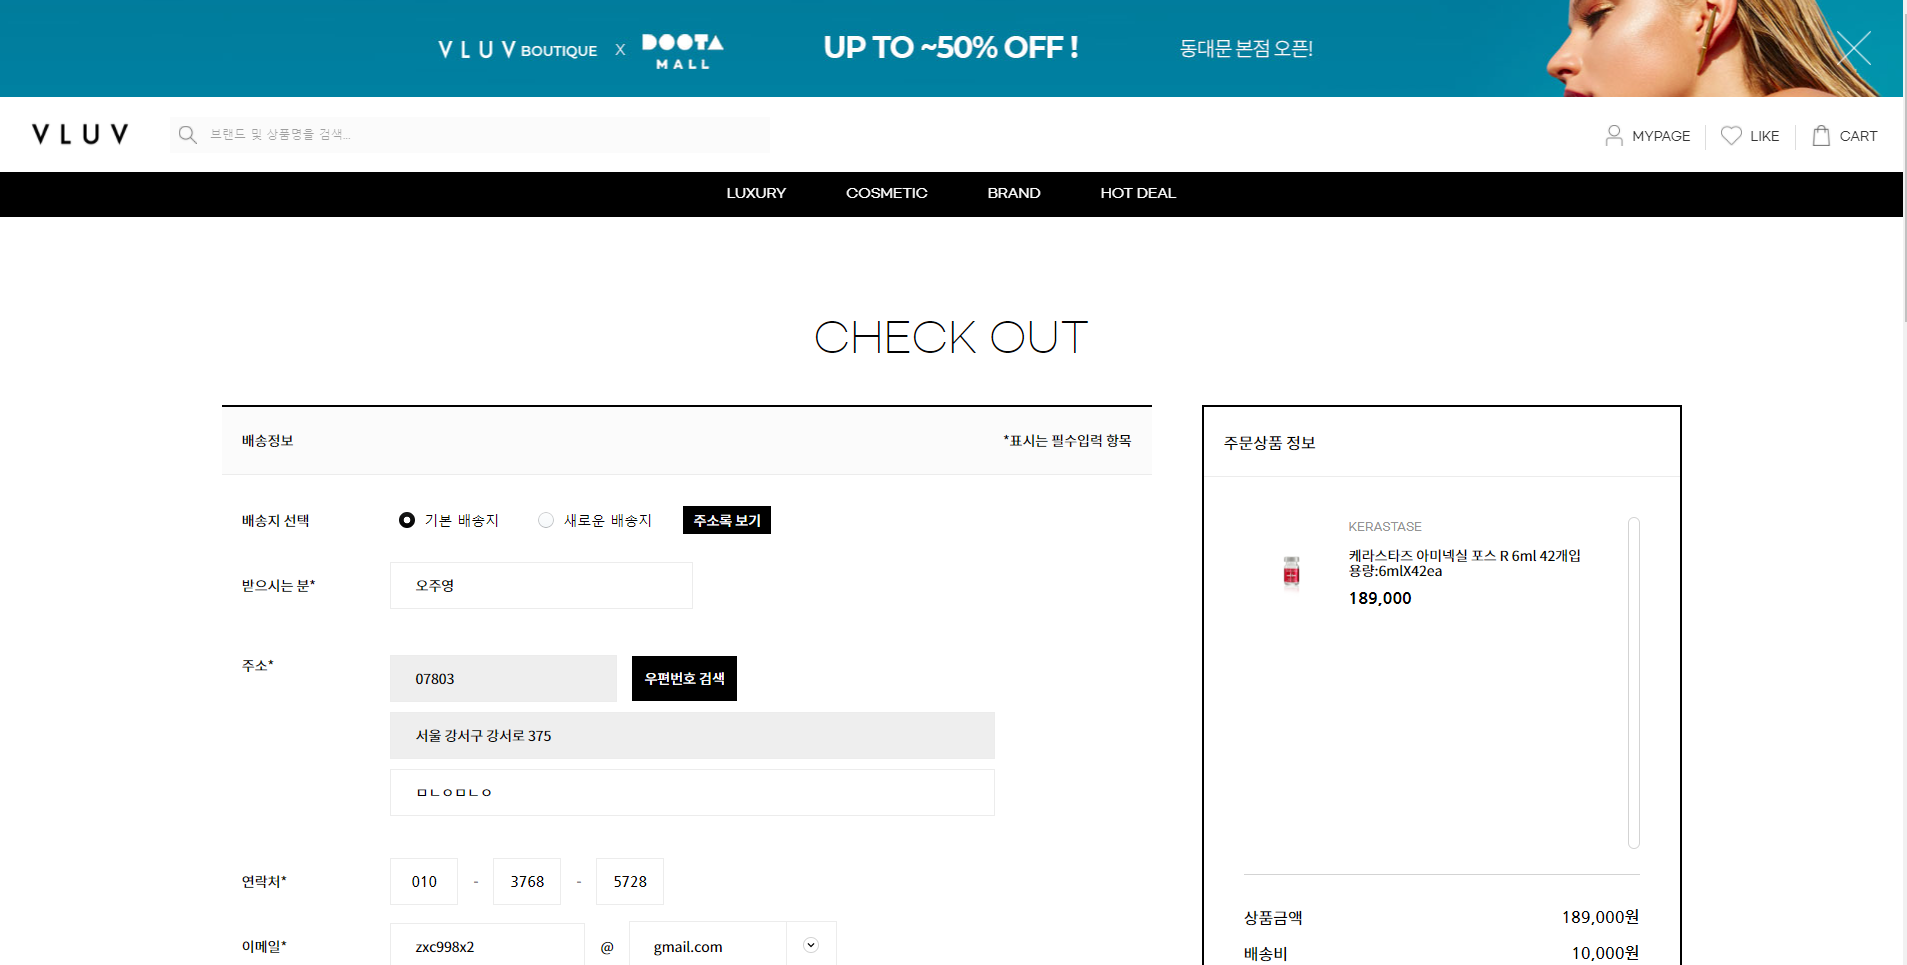 VLUV BOUTIQUE X DOOTA MALL UP TO ~50% OFF ! 동대문 본점 오픈!
VLUV 브랜드 및 상품명을 검색... MYPAGE LIKE CART
LUXURY COSMETIC BRAND HOT DEAL
CHECK OUT
배송정보 *표시는 필수입력 항목
배송지 선택 기본 배송지 새로운 배송지 주소록 보기
받으시는 분* 오주영
주소* 07803 우편번호 검색
서울 강서구 강서로 375
ㅁㄴㅇㅁㄴㅇ
연락처* 010 - 3768 - 5728
이메일* zxc998x2 @ gmail.com
주문상품 정보
KERASTASE
케라스타즈 아미넥실 포스 R 6ml 42개입
용량:6mlX42ea
189,000
상품금액 189,000원
배송비 10,000원